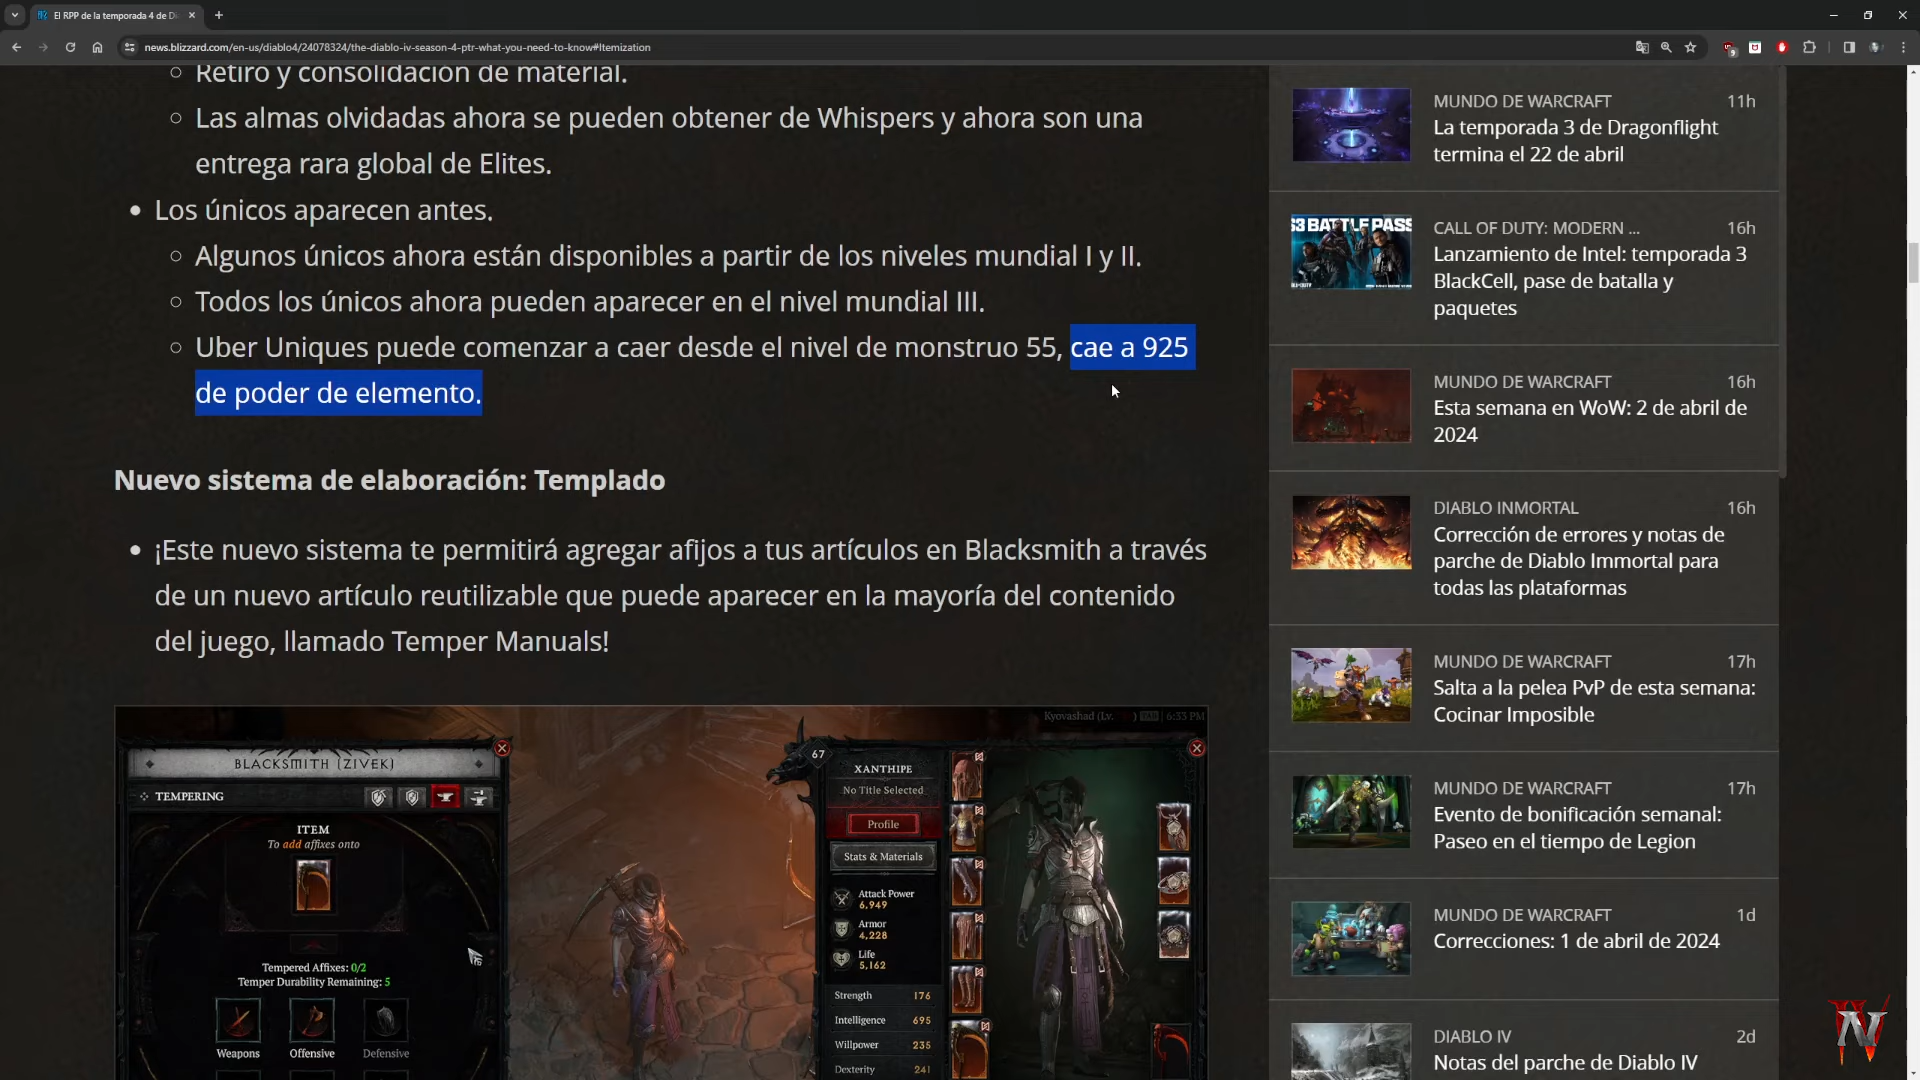 El RPP de la temporada 4 de Di
news.blizzard.com/en-us/diablo4/24078324/the-diablo-iv-season-4-ptr-what-you-need-to-know#Itemization
Retiro y consolidación de material.
Las almas olvidadas ahora se pueden obtener de Whispers y ahora son una
entrega rara global de Elites.
Los únicos aparecen antes.
Algunos únicos ahora están disponibles a partir de los niveles mundial I y II.
Todos los únicos ahora pueden aparecer en el nivel mundial III.
Uber Uniques puede comenzar a caer desde el nivel de monstruo 55, cae a 925
de poder de elemento.
Nuevo sistema de elaboración: Templado
¡Este nuevo sistema te permitirá agregar afijos a tus artículos en Blacksmith a través
de un nuevo artículo reutilizable que puede aparecer en la mayoría del contenido
del juego, llamado Temper Manuals!
Kyovashad (Lv.
6:33 PM
BLACKSMITH (ZIVEK)
TEMPERING
ITEM
To add affixes onto
Tempered Affixes: 0/2
Temper Durability Remaining: 5
Weapons
Offensive
Defensive
67
XANTHIPE
No Title Selected
Profile
Stats & Materials
Attack Power
6,949
Armor
4,228
Life
5,162
Strength 176
Intelligence 695
Willpower 235
Dexterity 241
MUNDO DE WARCRAFT 11h
La temporada 3 de Dragonflight
termina el 22 de abril
S3 BATTLE PASS
CALL OF DUTY: MODERN ... 16h
Lanzamiento de Intel: temporada 3
BlackCell, pase de batalla y
paquetes
MUNDO DE WARCRAFT 16h
Esta semana en WoW: 2 de abril de
2024
DIABLO INMORTAL 16h
Corrección de errores y notas de
parche de Diablo Immortal para
todas las plataformas
MUNDO DE WARCRAFT 17h
Salta a la pelea PvP de esta semana:
Cocinar Imposible
MUNDO DE WARCRAFT 17h
Evento de bonificación semanal:
Paseo en el tiempo de Legion
MUNDO DE WARCRAFT 1d
Correcciones: 1 de abril de 2024
DIABLO IV 2d
Notas del parche de Diablo IV